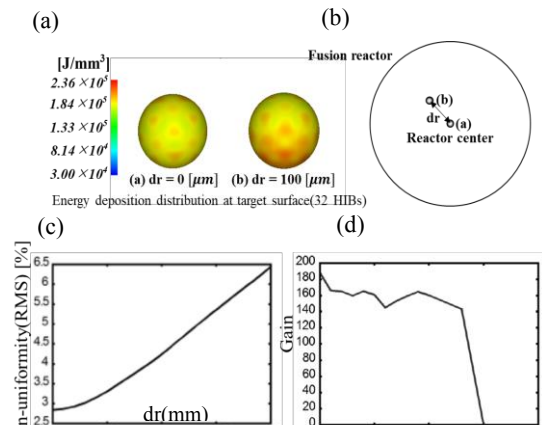 (a)
[J/mm³]
2.36 ×10⁵
1.84 ×10⁵
1.33 ×10⁵
8.14 ×10⁴
3.00 ×10⁴
(a) dr = 0 [μm]
(b) dr = 100 [μm]
Energy deposition distribution at target surface(32 HIBs)
(b)
Fusion reactor
(b)
dr
(a)
Reactor center
(c)
n-uniformity(RMS) [%]
6.5
6
5.5
5
4.5
4
3.5
3
2.5
dr(mm)
(d)
Gain
200
180
160
140
120
100
80
60
40
20
0